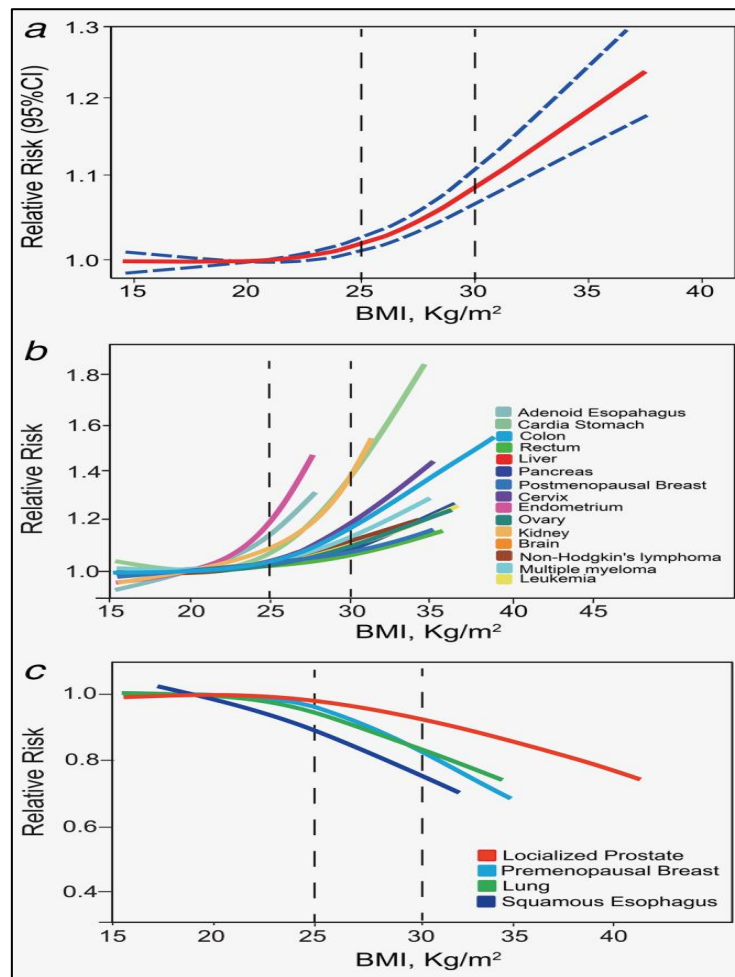 a
Relative Risk (95%CI)
1.3
1.2
1.1
1.0
15 20 25 30 35 40
BMI, Kg/m²
b
Relative Risk
1.8
1.6
1.4
1.2
1.0
Adenoid Esopahagus
Cardia Stomach
Colon
Rectum
Liver
Pancreas
Postmenopausal Breast
Cervix
Endometrium
Ovary
Kidney
Brain
Non-Hodgkin's lymphoma
Multiple myeloma
Leukemia
15 20 25 30 35 40 45
BMI, Kg/m²
c
Relative Risk
1.0
0.8
0.6
0.4
Locialized Prostate
Premenopausal Breast
Lung
Squamous Esophagus
15 20 25 30 35 40
BMI, Kg/m²